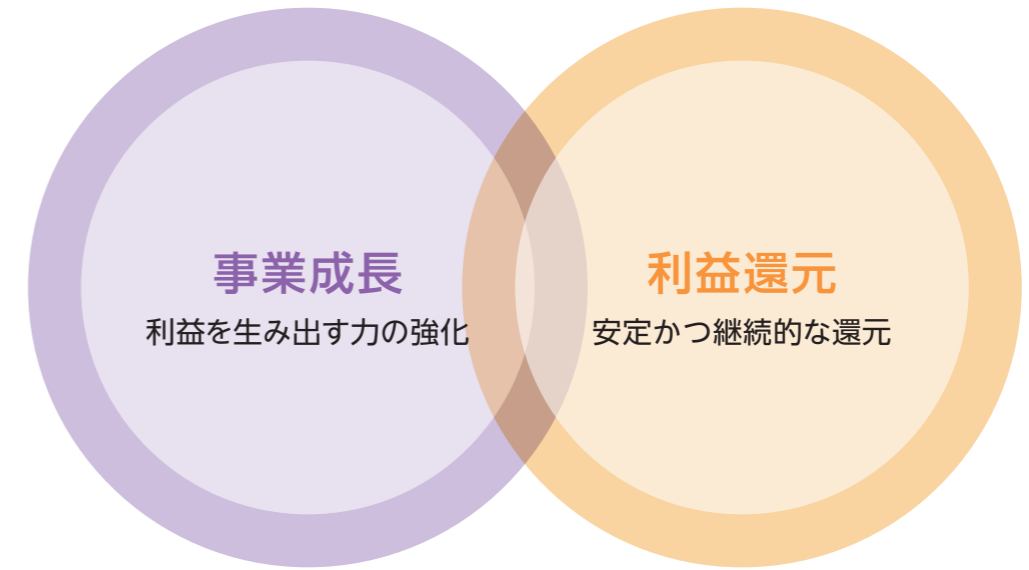 事業成長
利益を生み出す力の強化
利益還元
安定かつ継続的な還元